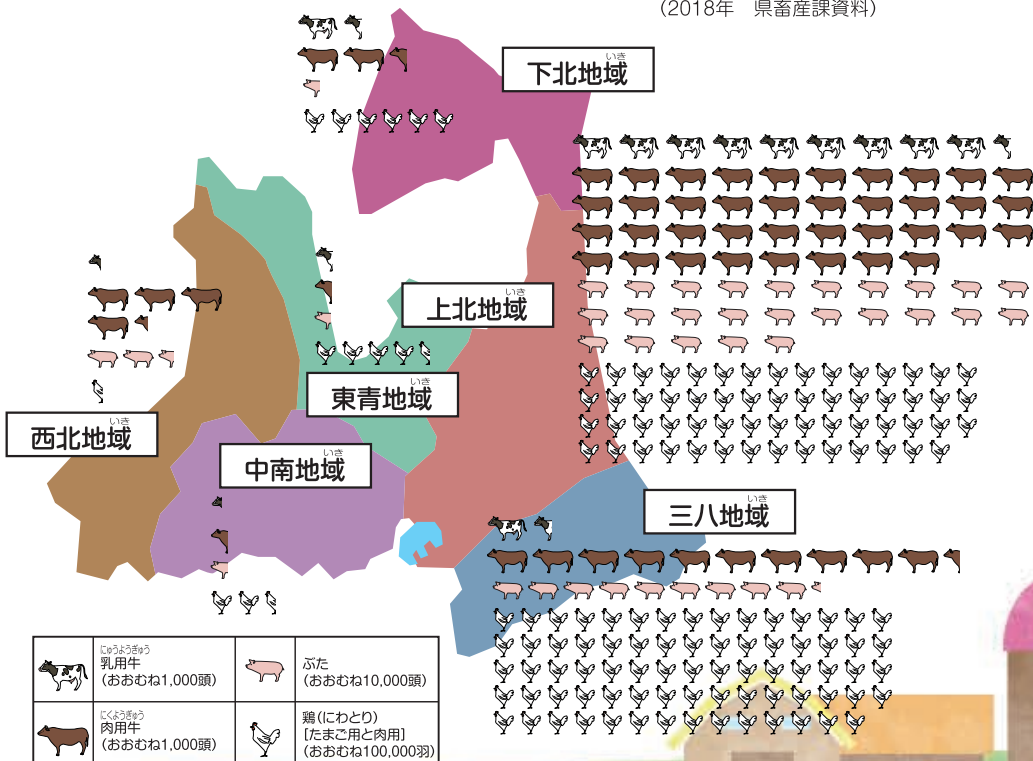 (2018年 県畜産課資料)
いき
下北地域
いき
上北地域
いき
東青地域
いき
西北地域
いき
中南地域
いき
三八地域
にゅうようぎゅう
乳用牛
(おおむね1,000頭)
ぶた
(おおむね10,000頭)
にくようぎゅう
肉用牛
(おおむね1,000頭)
鶏(にわとり)
[たまご用と肉用]
(おおむね100,000羽)